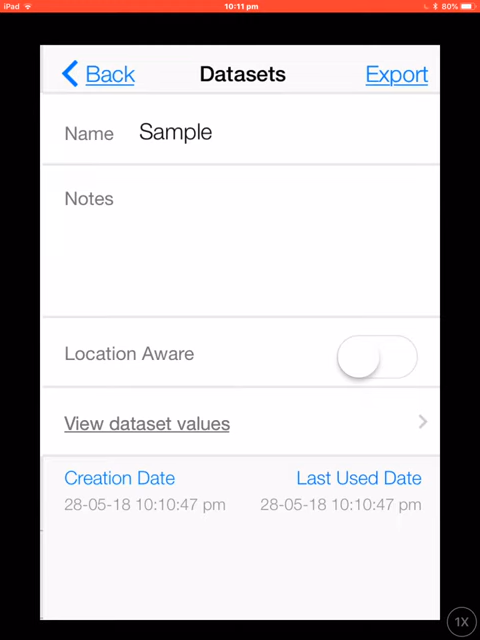 iPad 10:11 pm 80%
Back Datasets Export
Name Sample
Notes
Location Aware
View dataset values
Creation Date Last Used Date
28-05-18 10:10:47 pm 28-05-18 10:10:47 pm
1X